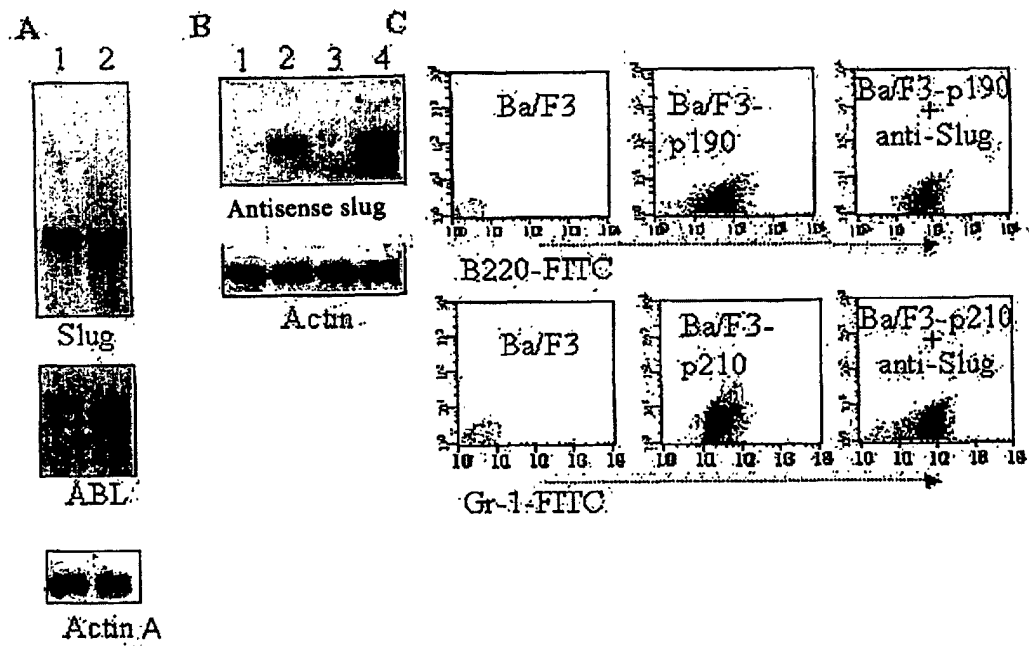 A
1 2
Slug
ABL
Actin A
B
1 2 3 4
Antisense slug
Actin
C
Ba/F3
Ba/F3-
p190
Ba/F3-p190
+
anti-Slug
B220-FITC
Ba/F3
Ba/F3-
p210
Ba/F3-p210
+
anti-Slug
Gr-1-FITC